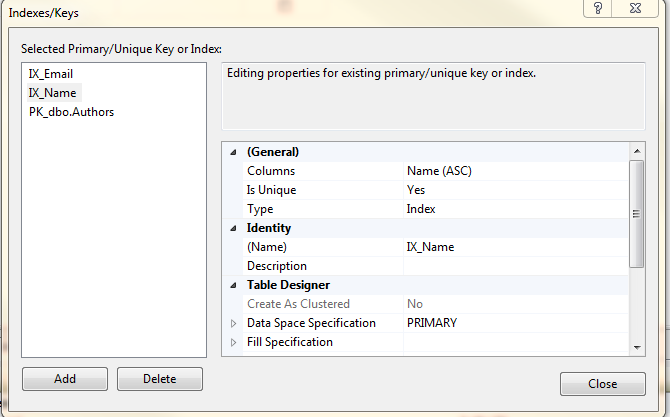 Indexes/Keys
Selected Primary/Unique Key or Index:
IX_Email
IX_Name
PK_dbo.Authors
Editing properties for existing primary/unique key or index.
(General)
Columns Name (ASC)
Is Unique Yes
Type Index
Identity
(Name) IX_Name
Description
Table Designer
Create As Clustered No
Data Space Specification PRIMARY
Fill Specification
Add Delete
Close